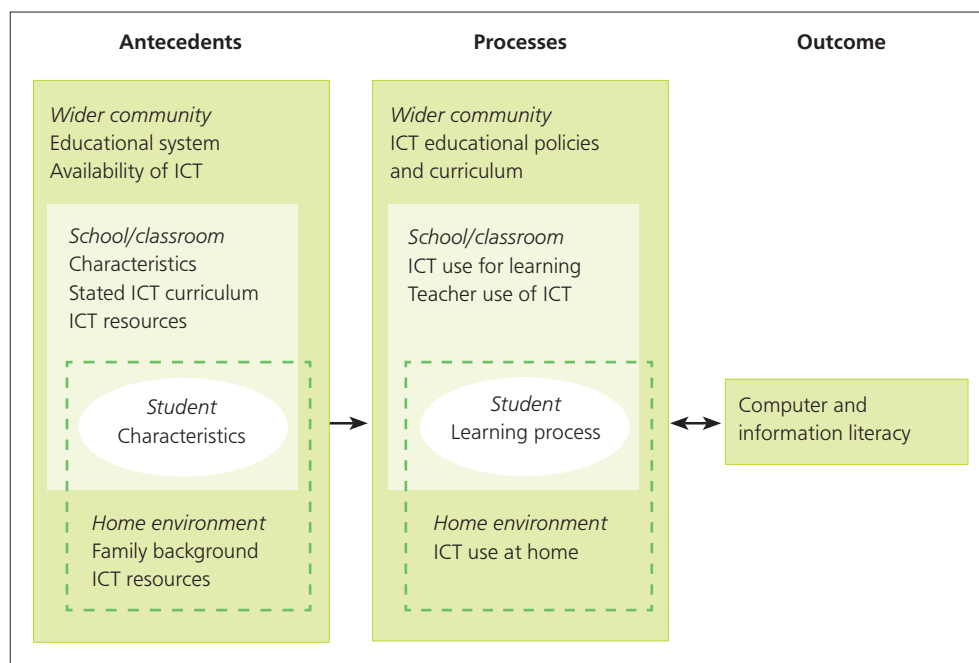 Antecedents
Processes
Outcome
Wider community
Educational system
Availability of ICT
School/classroom
Characteristics
Stated ICT curriculum
ICT resources
Student
Characteristics
Home environment
Family background
ICT resources
Wider community
ICT educational policies
and curriculum
School/classroom
ICT use for learning
Teacher use of ICT
Student
Learning process
Home environment
ICT use at home
Computer and
information literacy